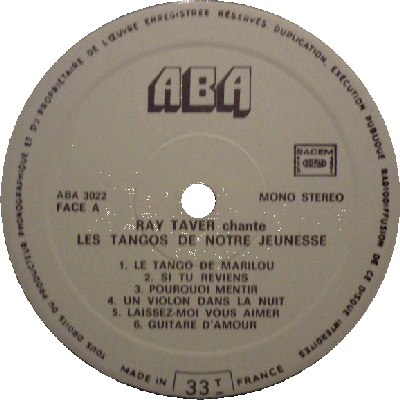 TOUS DROITS DU PRODUCTEUR PHONOGRAPHIQUE ET DU PROPRIETAIRE DE L'ŒUVRE ENREGISTRÉE RÉSERVÉS DUPLICATION, EXÉCUTION PUBLIQUE RADIODIFFUSION DE CE DISQUE INTERDITES
ABA
SACEM
ABA 3022
FACE A
MONO STEREO
RAY TAVER chante
LES TANGOS DE NOTRE JEUNESSE
1. LE TANGO DE MARILOU
2. SI TU REVIENS
3. POURQUOI MENTIR
4. UN VIOLON DANS LA NUIT
5. LAISSEZ-MOI VOUS AIMER
6. GUITARE D'AMOUR
MADE IN 33 T FRANCE